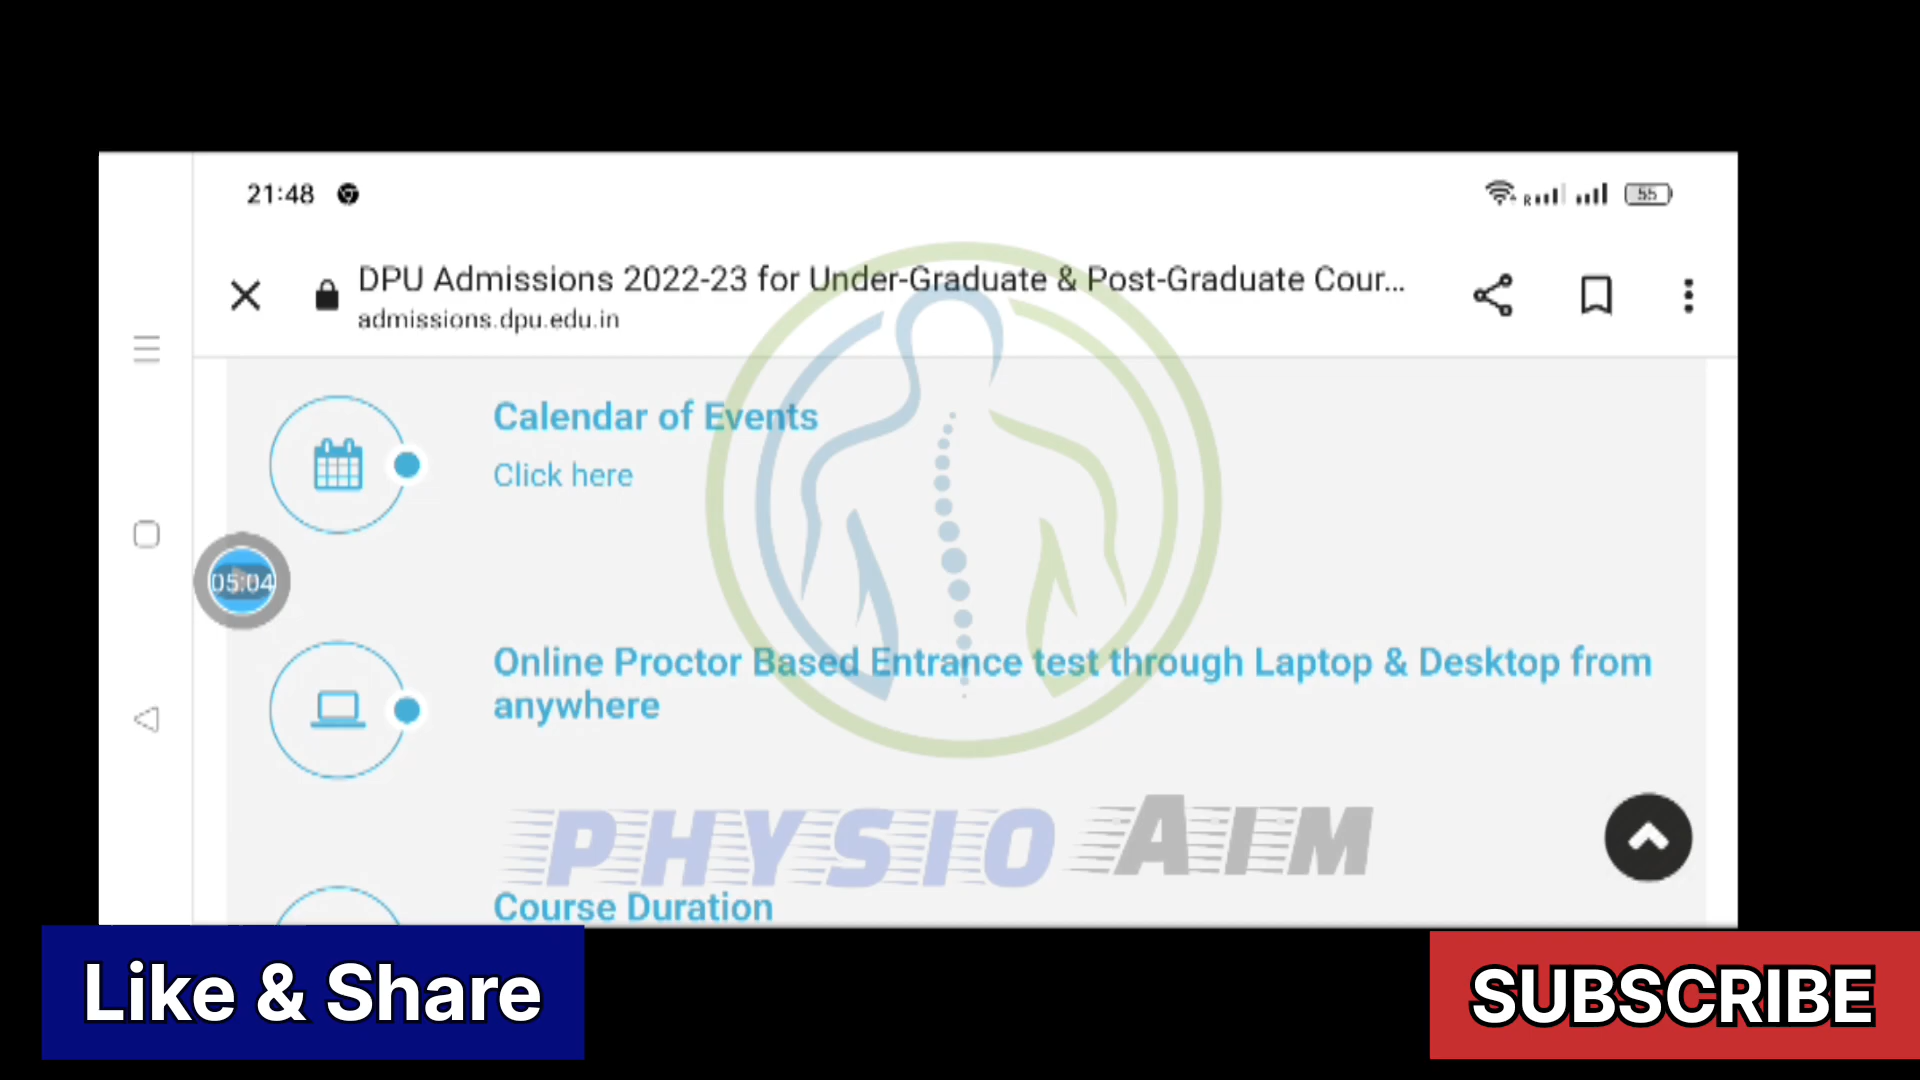 21:48
R
55
DPU Admissions 2022-23 for Under-Graduate & Post-Graduate Cour...
admissions.dpu.edu.in
Calendar of Events
Click here
05:04
Online Proctor Based Entrance test through Laptop & Desktop from
anywhere
PHYSIO AIM
Course Duration
Like & Share
SUBSCRIBE